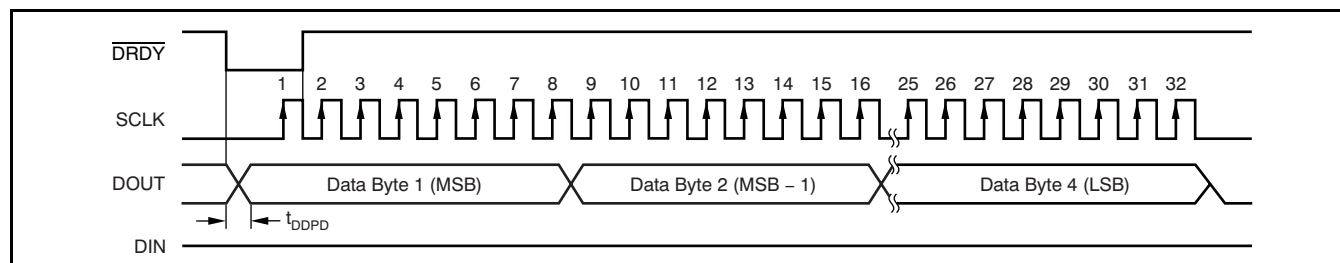 DRDY
1 2 3 4 5 6 7 8 9 10 11 12 13 14 15 16 25 26 27 28 29 30 31 32
SCLK
DOUT Data Byte 1 (MSB) Data Byte 2 (MSB − 1) Data Byte 4 (LSB)
tDDPD
DIN